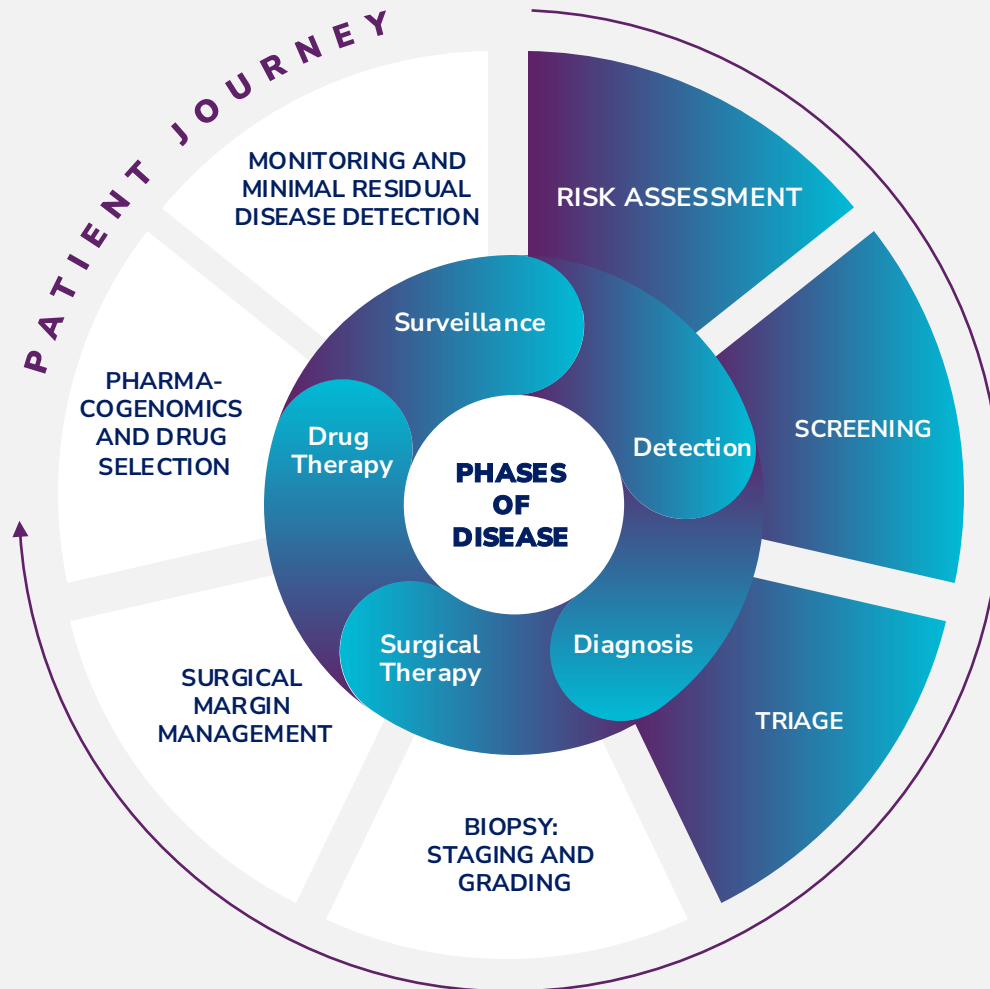 PATIENT JOURNEY
RISK ASSESSMENT
SCREENING
TRIAGE
BIOPSY:
STAGING AND
GRADING
SURGICAL
MARGIN
MANAGEMENT
PHARMA-
COGENOMICS
AND DRUG
SELECTION
MONITORING AND
MINIMAL RESIDUAL
DISEASE DETECTION
Surveillance
Detection
Diagnosis
Surgical
Therapy
Drug
Therapy
PHASES
OF
DISEASE